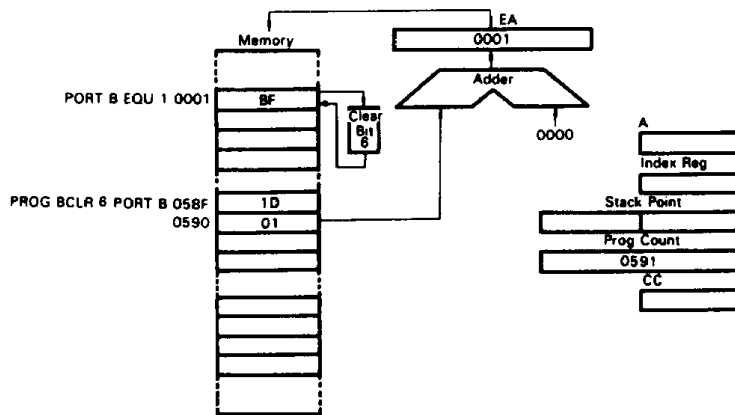 EA
Memory
0001
Adder
PORT B EQU 1 0001
BF
Clear
Bit
6
0000
A
Index Reg
PROG BCLR 6 PORT B 058F
1D
Stack Point
0590
01
Prog Count
0591
CC